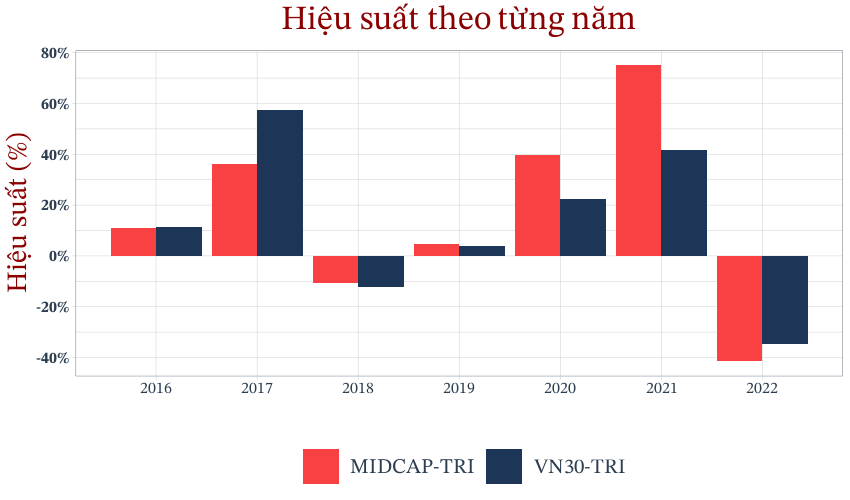 Hiệu suất theo từng năm
Hiệu suất (%)
80%
60%
40%
20%
0%
-20%
-40%
2016 2017 2018 2019 2020 2021 2022
MIDCAP-TRI VN30-TRI